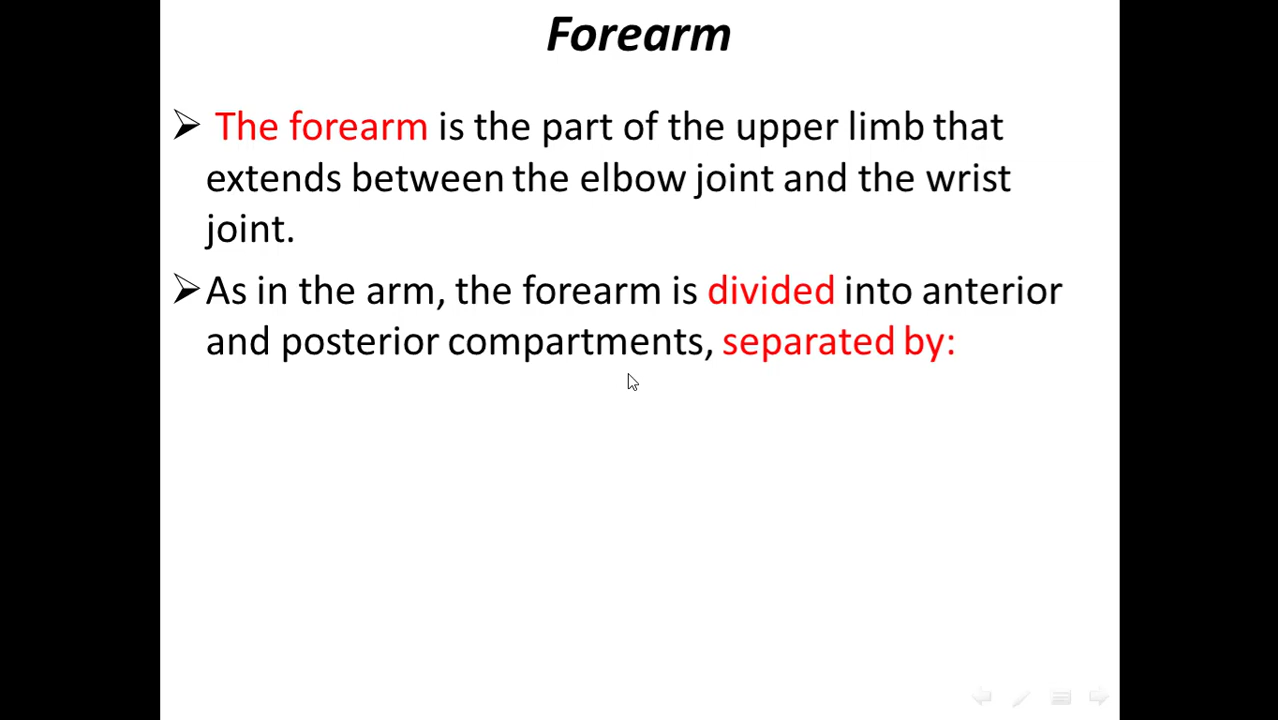 Forearm
➢ The forearm is the part of the upper limb that
extends between the elbow joint and the wrist
joint.
➢ As in the arm, the forearm is divided into anterior
and posterior compartments, separated by: